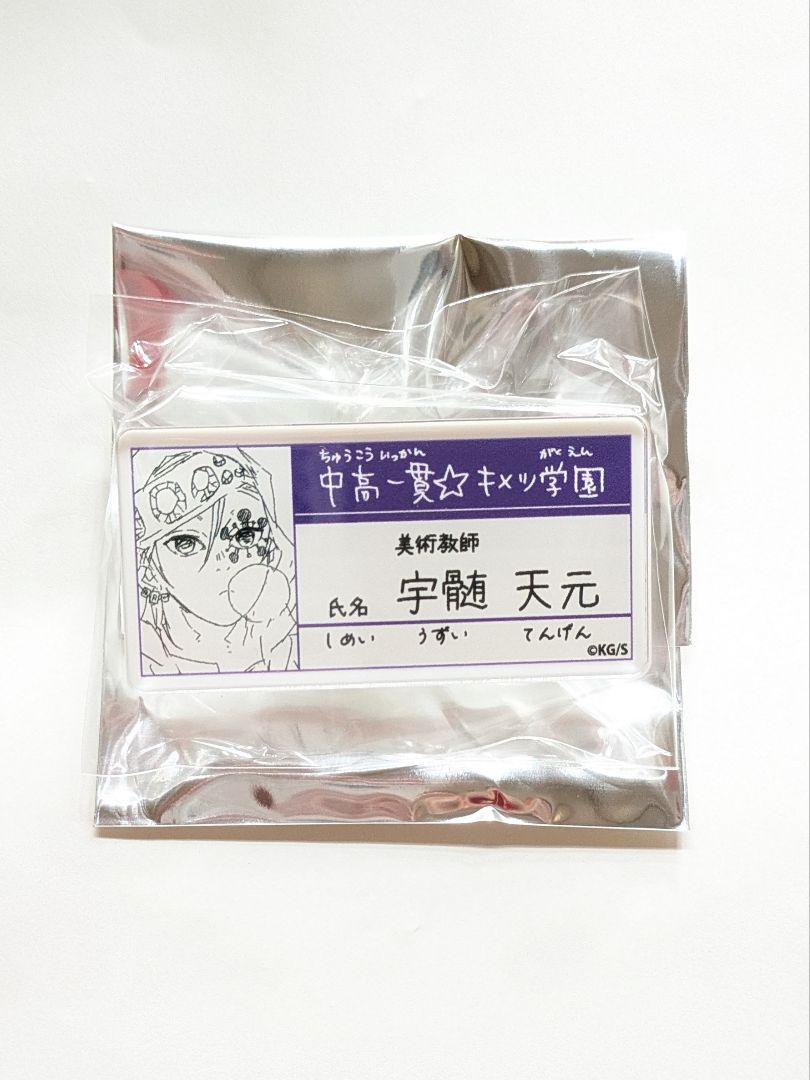 ちゅうこういっかん がくえん
中高一貫☆キメツ学園
美術教師
氏名 宇髄 天元
しめい うずい てんげん
©KG/S